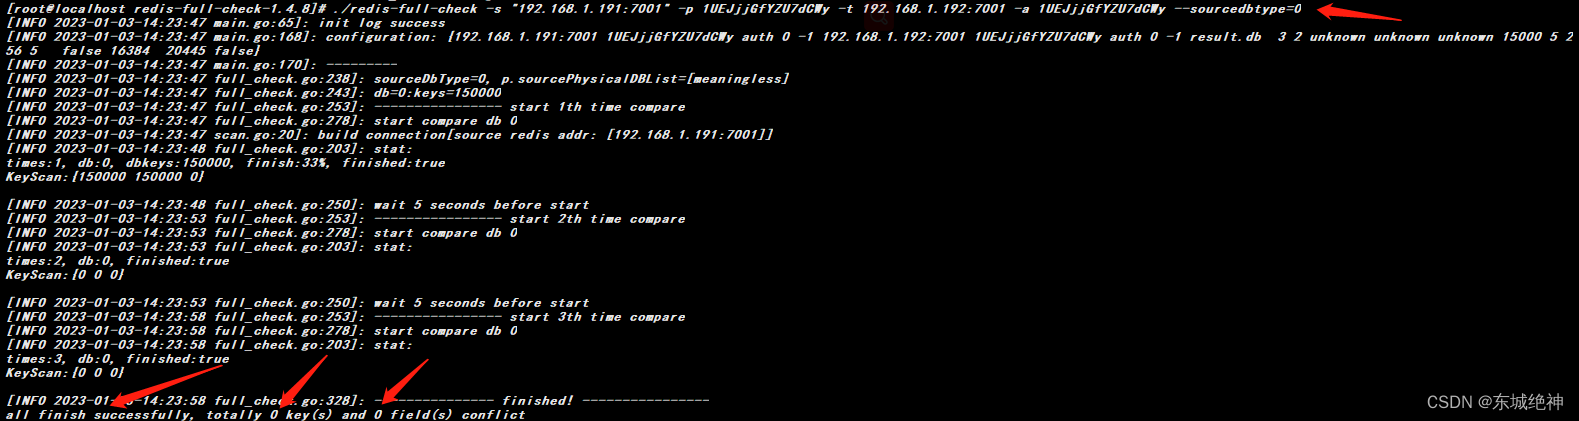 [root@localhost redis-full-check-1.4.8]# ./redis-full-check -s "192.168.1.191:7001" -p 1UEJjjGfYZU7dCWy -t 192.168.1.192:7001 -a 1UEJjjGfYZU7dCWy --sourcedbtype=0
[INFO 2023-01-03-14:23:47 main.go:65]: init log success
[INFO 2023-01-03-14:23:47 main.go:168]: configuration: {192.168.1.191:7001 1UEJjjGfYZU7dCWy auth 0 -1 192.168.1.192:7001 1UEJjjGfYZU7dCWy auth 0 -1 result.db  3 2 unknown unknown unknown 15000 5 2
56 5   false 16384  20445 false}
[INFO 2023-01-03-14:23:47 main.go:170]: ---------
[INFO 2023-01-03-14:23:47 full_check.go:238]: sourceDbType=0, p.sourcePhysicalDBList=[meaningless]
[INFO 2023-01-03-14:23:47 full_check.go:243]: db=0:keys=150000
[INFO 2023-01-03-14:23:47 full_check.go:253]: ---------------- start 1th time compare
[INFO 2023-01-03-14:23:47 full_check.go:278]: start compare db 0
[INFO 2023-01-03-14:23:47 scan.go:20]: build connection[source redis addr: [192.168.1.191:7001]]
[INFO 2023-01-03-14:23:48 full_check.go:203]: stat:
times:1, db:0, dbkeys:150000, finish:33%, finished:true
KeyScan:{150000 150000 0}
[INFO 2023-01-03-14:23:48 full_check.go:250]: wait 5 seconds before start
[INFO 2023-01-03-14:23:53 full_check.go:253]: ---------------- start 2th time compare
[INFO 2023-01-03-14:23:53 full_check.go:278]: start compare db 0
[INFO 2023-01-03-14:23:53 full_check.go:203]: stat:
times:2, db:0, finished:true
KeyScan:{0 0 0}
[INFO 2023-01-03-14:23:53 full_check.go:250]: wait 5 seconds before start
[INFO 2023-01-03-14:23:58 full_check.go:253]: ---------------- start 3th time compare
[INFO 2023-01-03-14:23:58 full_check.go:278]: start compare db 0
[INFO 2023-01-03-14:23:58 full_check.go:203]: stat:
times:3, db:0, finished:true
KeyScan:{0 0 0}
[INFO 2023-01-03-14:23:58 full_check.go:328]: --------------- finished! ----------------
all finish successfully, totally 0 key(s) and 0 field(s) conflict
CSDN @东城绝神